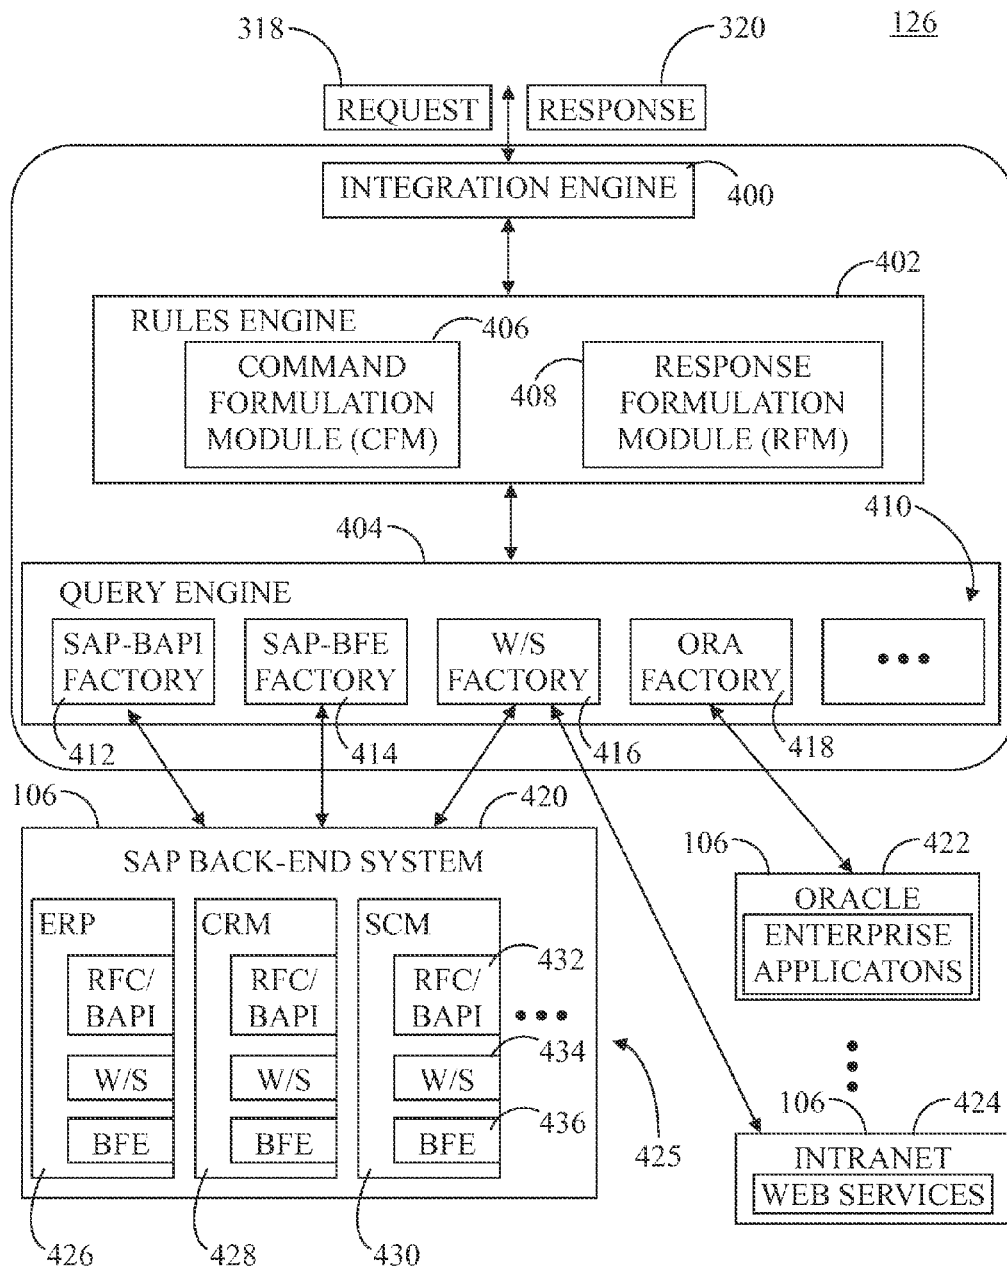 126
318
320
REQUEST
RESPONSE
INTEGRATION ENGINE
400
402
RULES ENGINE
406
COMMAND
FORMULATION
MODULE (CFM)
408
RESPONSE
FORMULATION
MODULE (RFM)
404
410
QUERY ENGINE
SAP-BAPI
FACTORY
SAP-BFE
FACTORY
W/S
FACTORY
ORA
FACTORY
412
414
416
418
106
420
SAP BACK-END SYSTEM
ERP
RFC/
BAPI
W/S
BFE
CRM
RFC/
BAPI
W/S
BFE
SCM
RFC/
BAPI
W/S
BFE
432
434
436
425
426
428
430
106
422
ORACLE
ENTERPRISE
APPLICATONS
106
424
INTRANET
WEB SERVICES